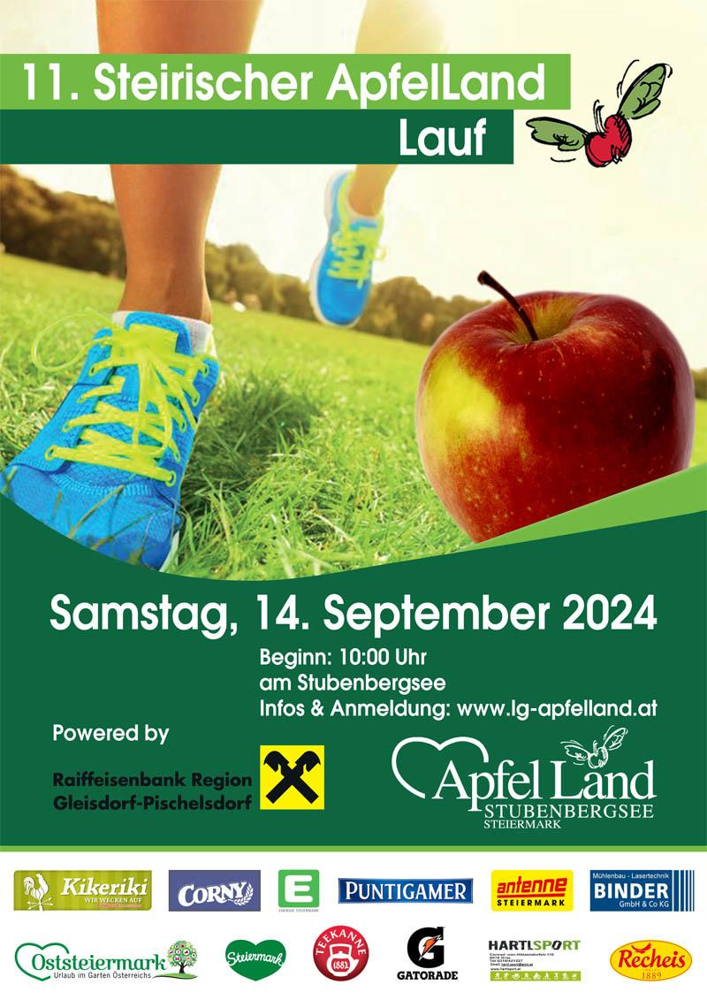 11. Steirischer ApfelLand
Lauf
Samstag, 14. September 2024
Beginn: 10:00 Uhr
am Stubenbergsee
Infos & Anmeldung: www.lg-apfelland.at
Powered by
Raiffeisenbank Region
Gleisdorf-Pischelsdorf
Apfel Land
STUBENBERGSEE
STEIERMARK
Kikeriki
WIR WECKEN AUF
CORNY
E
ENERGIE STEIERMARK
PUNTIGAMER
antenne
STEIERMARK
Mühlenbau - Lasertechnik
BINDER
GmbH & Co KG
Oststeiermark
Urlaub im Garten Österreichs
Steiermark
TEEKANNE
1882
G
GATORADE
HARTLSPORT
Recheis
SEIT
1889